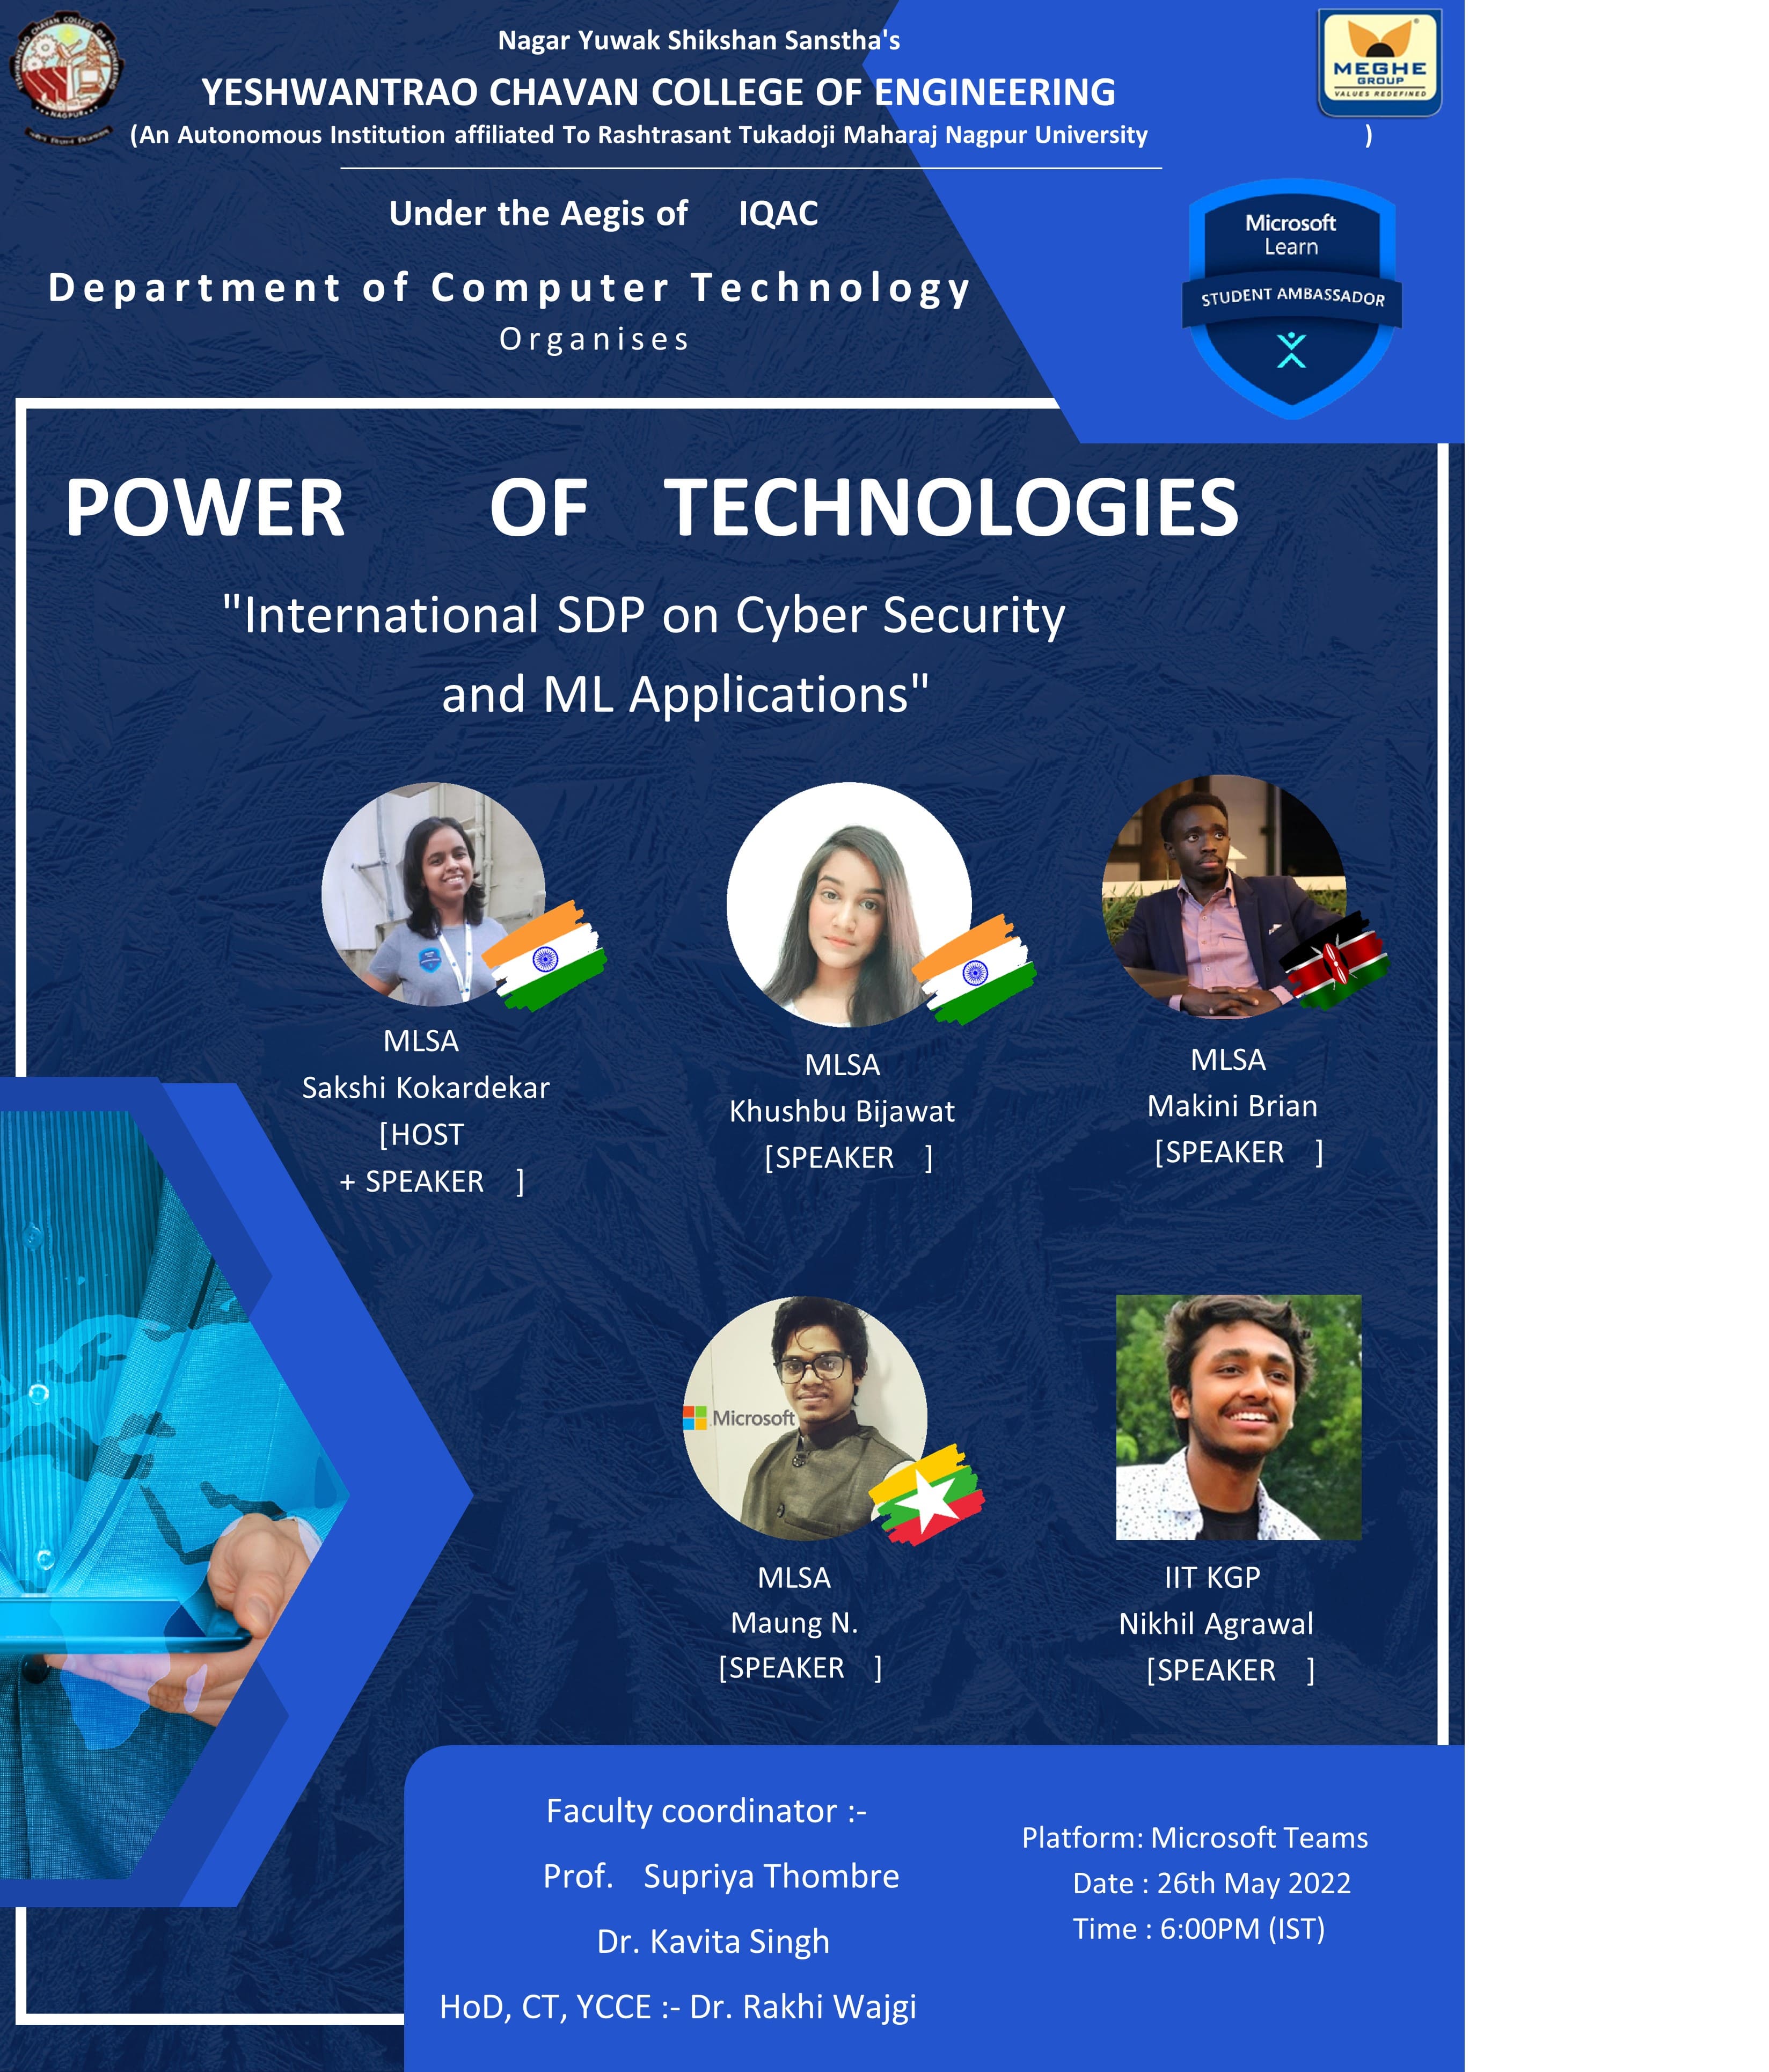 Nagar Yuwak Shikshan Sanstha's
YESHWANTRAO CHAVAN COLLEGE OF ENGINEERING
(An Autonomous Institution affiliated To Rashtrasant Tukadoji Maharaj Nagpur University )
MEGHE
GROUP
VALUES REDEFINED
NAGPUR
Under the Aegis of IQAC
Department of Computer Technology
Organises
Microsoft
Learn
STUDENT AMBASSADOR
POWER OF TECHNOLOGIES
"International SDP on Cyber Security
and ML Applications"
MLSA
Sakshi Kokardekar
[HOST
+ SPEAKER ]
MLSA
Khushbu Bijawat
[SPEAKER ]
MLSA
Makini Brian
[SPEAKER ]
Microsoft
MLSA
Maung N.
[SPEAKER ]
IIT KGP
Nikhil Agrawal
[SPEAKER ]
Faculty coordinator :-
Prof. Supriya Thombre
Dr. Kavita Singh
HoD, CT, YCCE :- Dr. Rakhi Wajgi
Platform: Microsoft Teams
Date : 26th May 2022
Time : 6:00PM (IST)